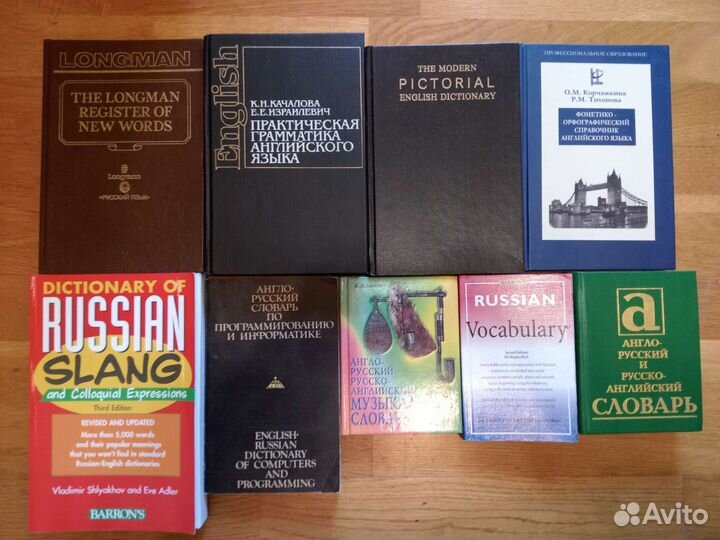 LONGMAN
THE LONGMAN
REGISTER OF
NEW WORDS
Longman
«РУССКИЙ ЯЗЫК»
English
К.Н.КАЧАЛОВА
Е.Е.ИЗРАИЛЕВИЧ
ПРАКТИЧЕСКАЯ
ГРАММАТИКА
АНГЛИЙСКОГО
ЯЗЫКА
THE MODERN
PICTORIAL
ENGLISH DICTIONARY
ПРОФЕССИОНАЛЬНОЕ ОБРАЗОВАНИЕ
О.М. Корчажкина
Р.М. Тихонова
ФОНЕТИКО-
ОРФОГРАФИЧЕСКИЙ
СПРАВОЧНИК
АНГЛИЙСКОГО ЯЗЫКА
DICTIONARY OF
RUSSIAN
SLANG
and Colloquial Expressions
Third Edition
REVISED AND UPDATED
More than 5,000 words
and their popular meanings
that you won't find in standard
Russian-English dictionaries
Vladimir Shlyakhov and Eve Adler
BARRON'S
АНГЛО-
РУССКИЙ
СЛОВАРЬ
ПО
ПРОГРАММИРОВАНИЮ
И ИНФОРМАТИКЕ
ENGLISH-
RUSSIAN
DICTIONARY
OF COMPUTERS
AND
PROGRAMMING
АНГЛО-
РУССКИЙ
РУССКО-
АНГЛИЙСКИЙ
МУЗЫКА
СЛОВ
BARRON'S
RUSSIAN
Vocabulary
Second Edition
а
АНГЛО-
РУССКИЙ И
РУССКО-
АНГЛИЙСКИЙ
СЛОВАРЬ
Avito